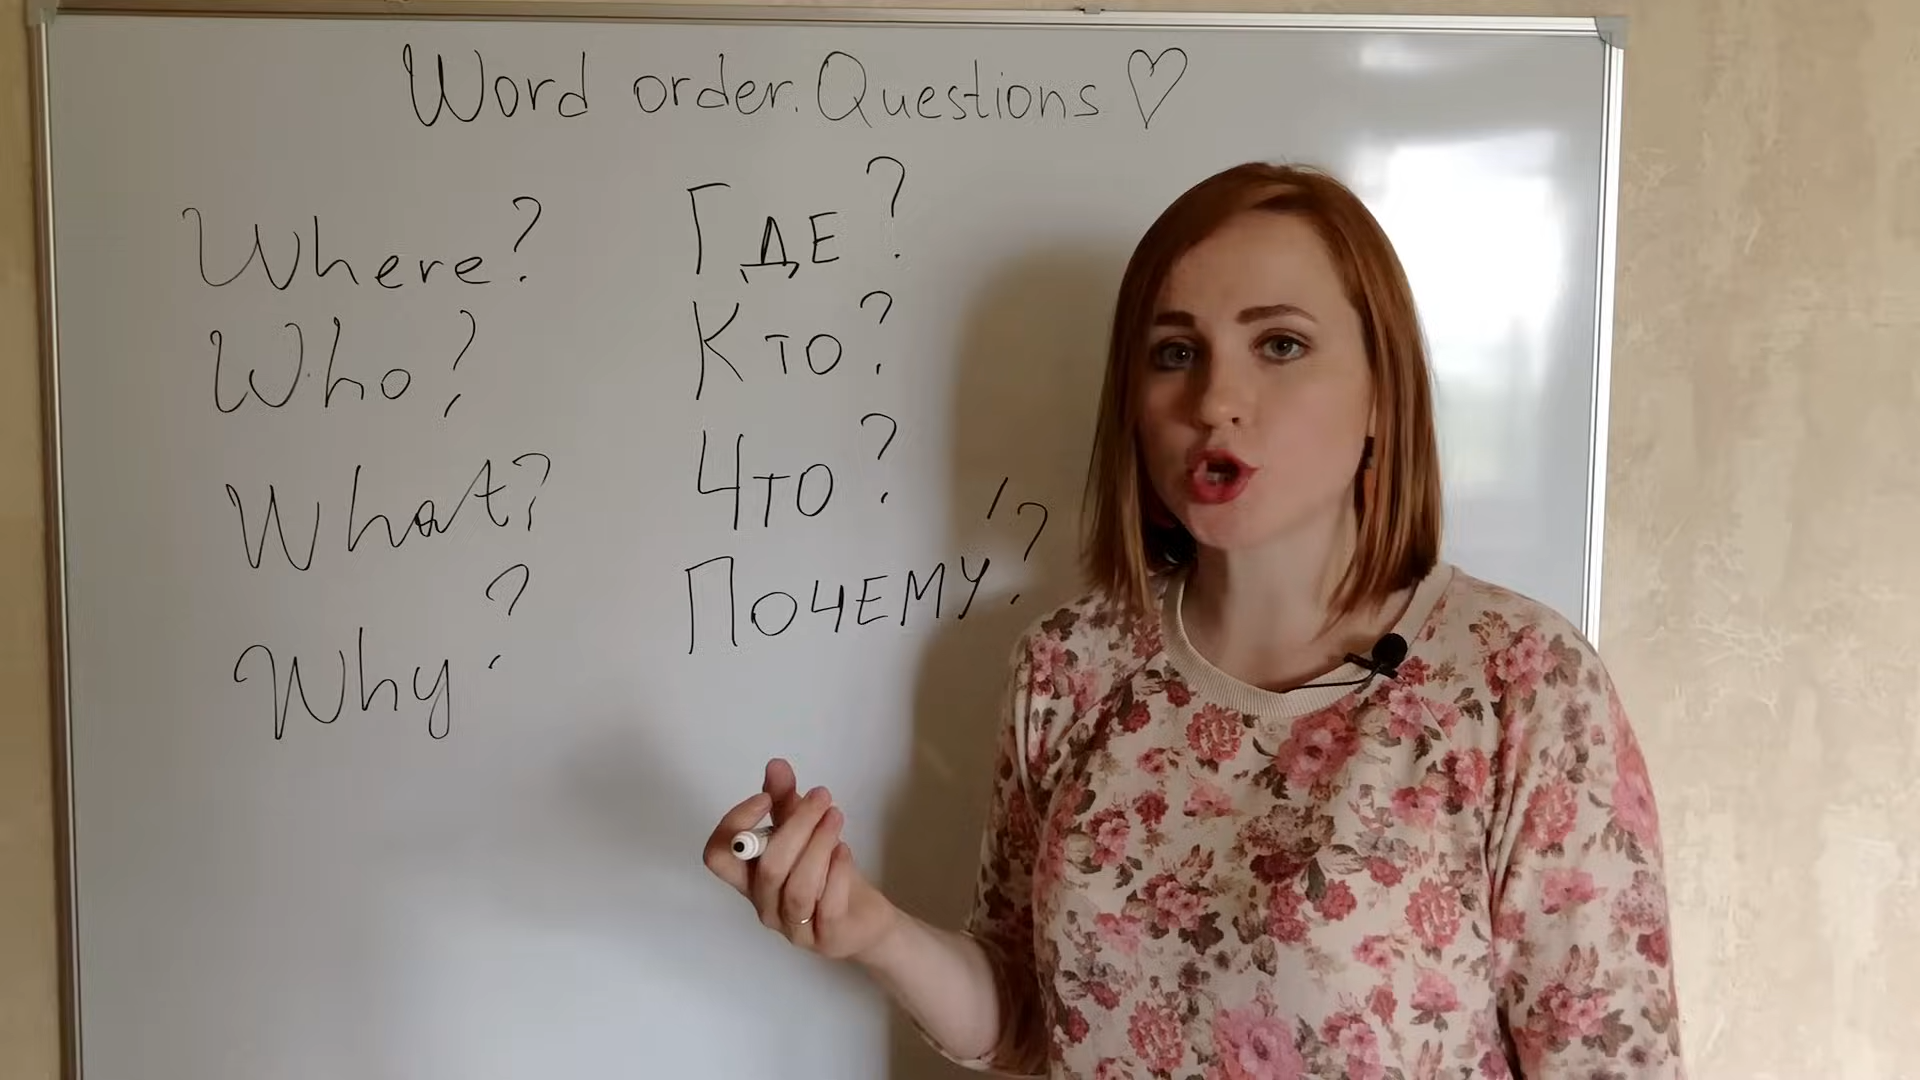 Word order. Questions ♡
Where? Где?
Who? Кто?
What? Что?
Why? Почему́?